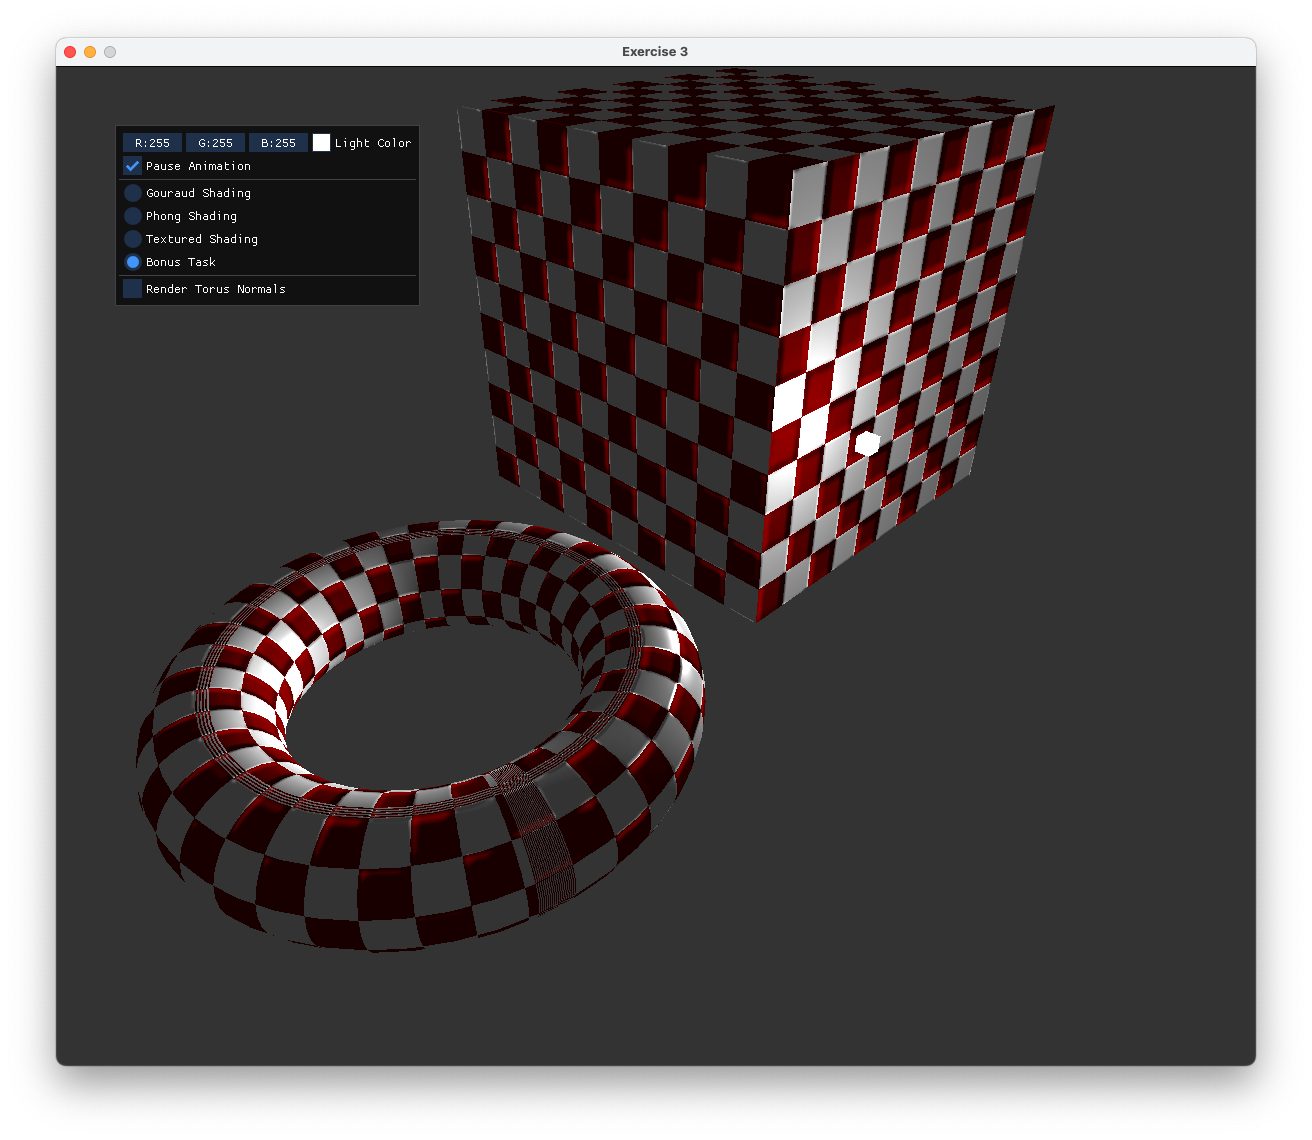 Exercise 3
R:255 G:255 B:255 Light Color
Pause Animation
Gouraud Shading
Phong Shading
Textured Shading
Bonus Task
Render Torus Normals